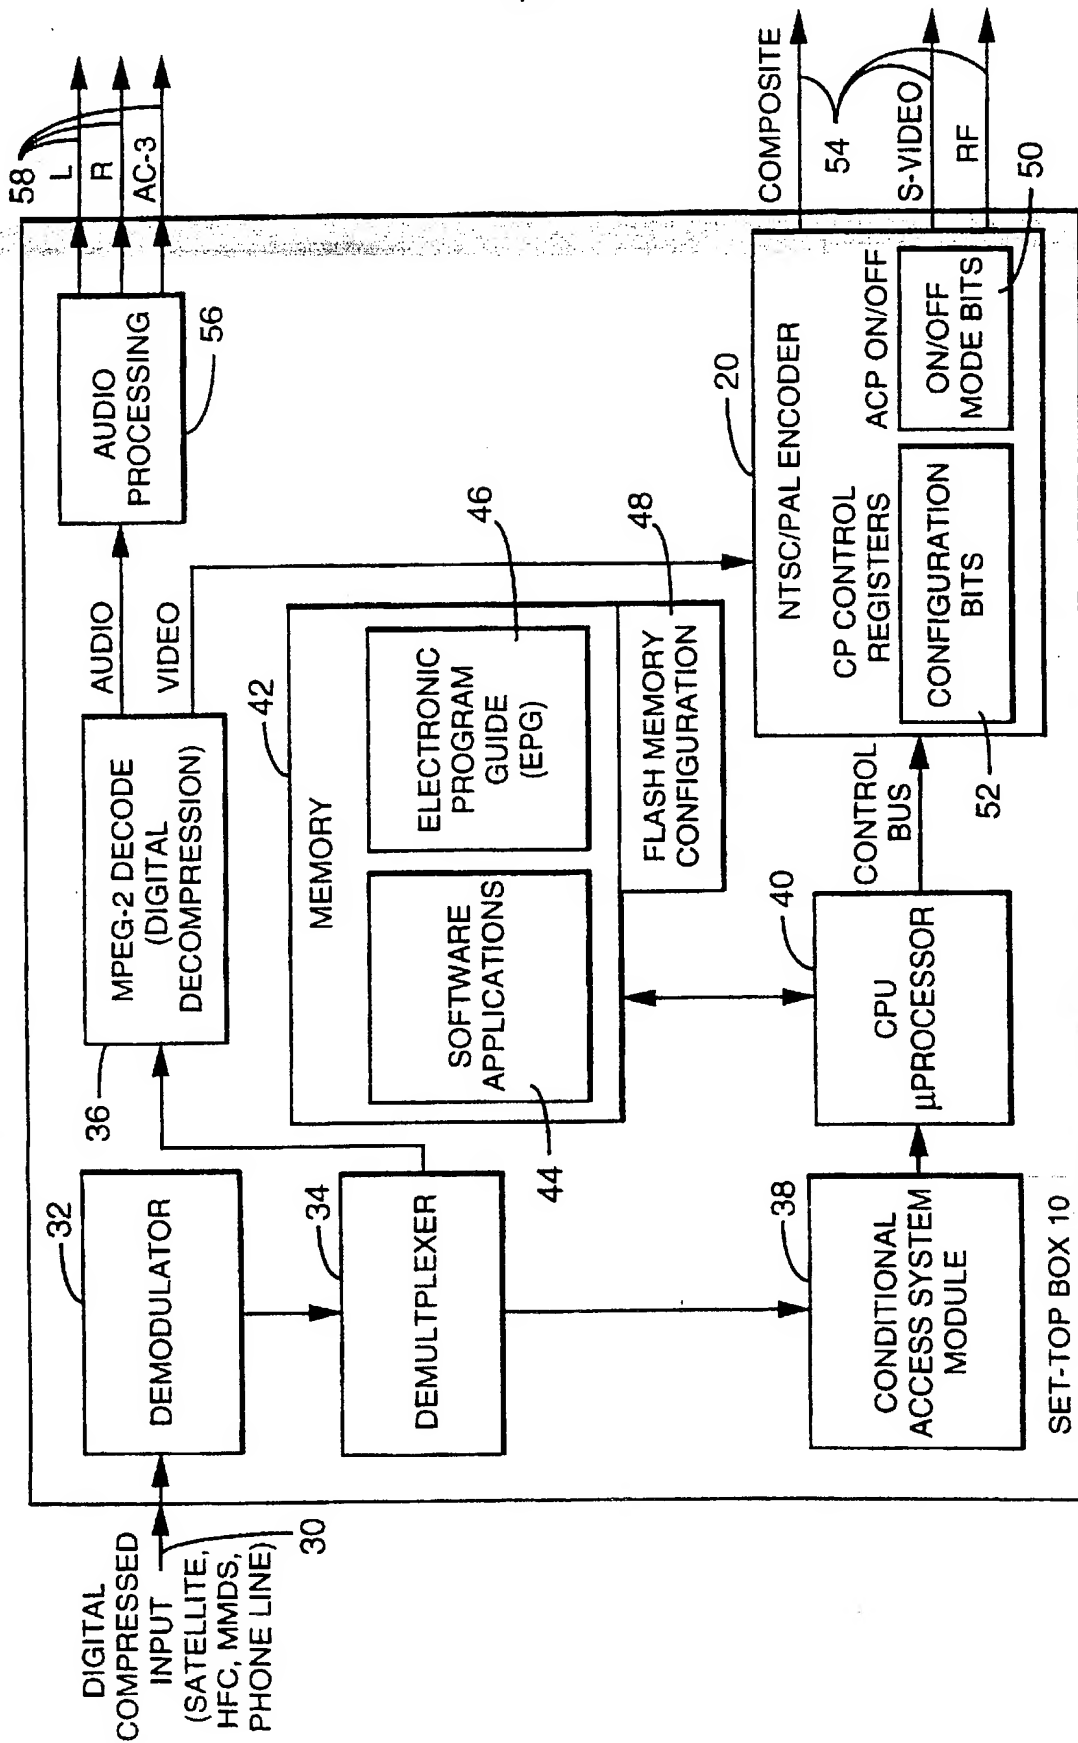 DIGITAL
COMPRESSED
INPUT
(SATELLITE,
HFC, MMDS,
PHONE LINE)
30
32
DEMODULATOR
34
DEMULTPLEXER
36
MPEG-2 DECODE
(DIGITAL
DECOMPRESSION)
AUDIO
VIDEO
AUDIO
PROCESSING
56
58
L
R
AC-3
42
MEMORY
SOFTWARE
APPLICATIONS
44
ELECTRONIC
PROGRAM
GUIDE
(EPG)
46
FLASH MEMORY
CONFIGURATION
48
38
CONDITIONAL
ACCESS SYSTEM
MODULE
40
CPU
µPROCESSOR
CONTROL
BUS
20
NTSC/PAL ENCODER
CP CONTROL
REGISTERS
CONFIGURATION
BITS
52
ACP ON/OFF
ON/OFF
MODE BITS
50
COMPOSITE
54
S-VIDEO
RF
SET-TOP BOX 10